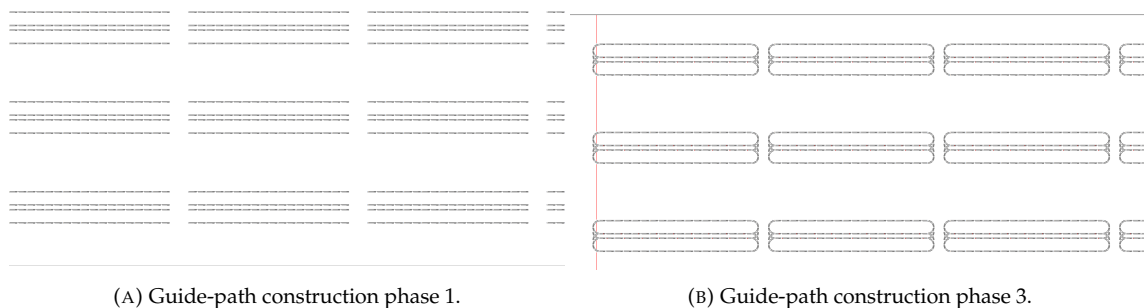 (A) Guide-path construction phase 1.
(B) Guide-path construction phase 3.